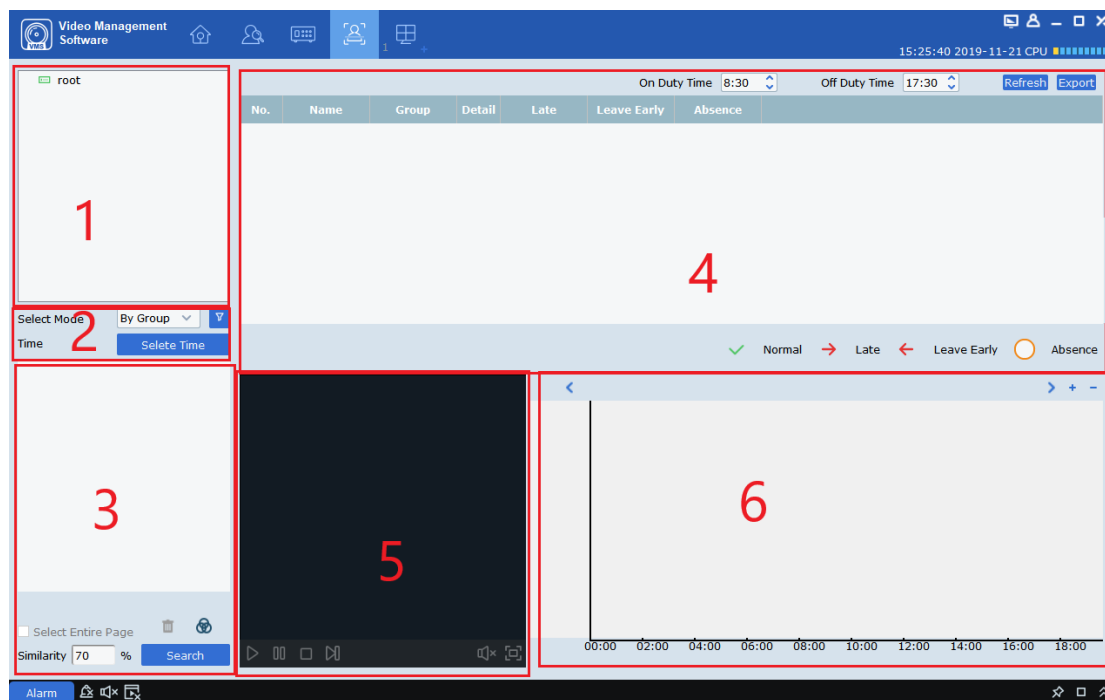 Video Management
Software
VMS
1
15:25:40 2019-11-21 CPU
root
On Duty Time 8:30 Off Duty Time 17:30 Refresh Export
No. Name Group Detail Late Leave Early Absence
1
4
Select Mode By Group
2
Time Selete Time
Normal Late Leave Early Absence
3
5
6
Select Entire Page
Similarity 70 % Search
00:00 02:00 04:00 06:00 08:00 10:00 12:00 14:00 16:00 18:00
Alarm